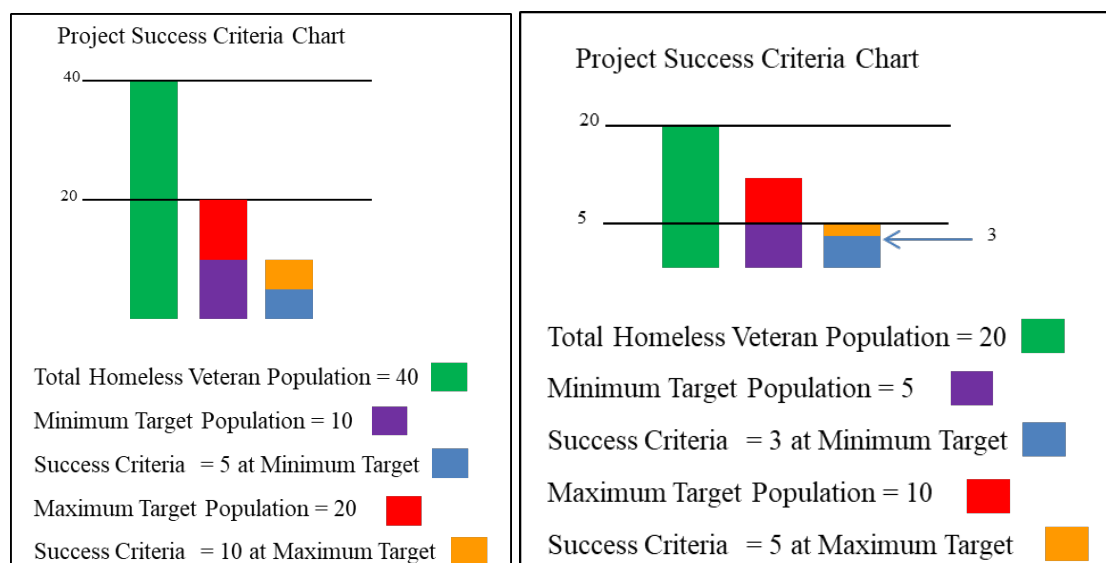 Project Success Criteria Chart
40
20
Total Homeless Veteran Population = 40
Minimum Target Population = 10
Success Criteria = 5 at Minimum Target
Maximum Target Population = 20
Success Criteria = 10 at Maximum Target
Project Success Criteria Chart
20
5
3
Total Homeless Veteran Population = 20
Minimum Target Population = 5
Success Criteria = 3 at Minimum Target
Maximum Target Population = 10
Success Criteria = 5 at Maximum Target